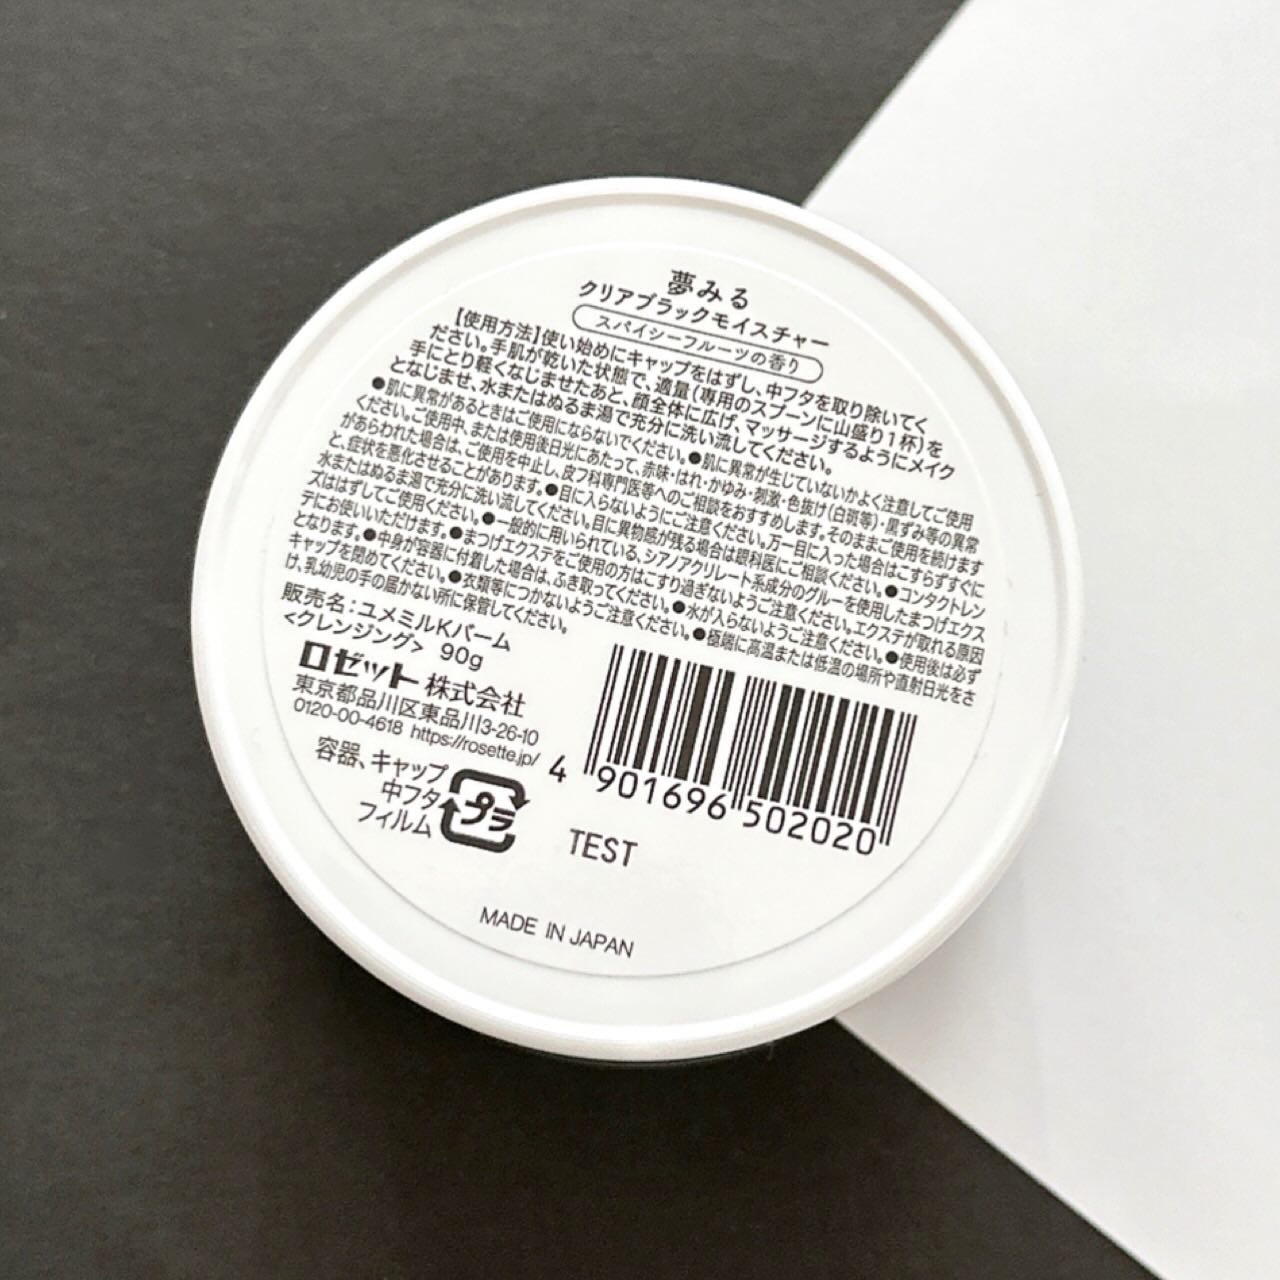 夢みる
クリアブラックモイスチャー
スパイシーフルーツの香り
【使用方法】使い始めにキャップをはずし、中フタを取り除いてく
ださい。手肌が乾いた状態で、適量(専用のスプーンに山盛り1杯)を
手にとり軽くなじませたあと、顔全体に広げ、マッサージするようにメイク
となじませ、水またはぬるま湯で充分に洗い流してください。
●肌に異常があるときはご使用にならないでください。●肌に異常が生じていないかよく注意してご使用
ください。ご使用中、または使用後日光にあたって、赤味・はれ・かゆみ・刺激・色抜け(白斑等)・黒ずみ等の異常
があらわれた場合は、ご使用を中止し、皮フ科専門医等へのご相談をおすすめします。そのままご使用を続けます
と、症状を悪化させることがあります。●目に入らないようにご注意ください。万一目に入った場合はこすらずすぐに
水またはぬるま湯で充分に洗い流してください。目に異物感が残る場合は眼科医にご相談ください。●コンタクトレン
ズははずしてご使用ください。●一般的に用いられている、シアノアクリレート系成分のグルーを使用したまつげエクス
テにお使いいただけます。●まつげエクステをご使用の方はこすり過ぎないようご注意ください。エクステが取れる原因
となります。●中身が容器に付着した場合は、ふき取ってください。●水が入らないようご注意ください。●使用後は必ず
キャップを閉めてください。●衣類等につかないようご注意ください。●極端に高温または低温の場所や直射日光をさ
け、乳幼児の手の届かない所に保管してください。
販売名:ユメミルKバーム
<クレンジング> 90g
ロゼット 株式会社
東京都品川区東品川3-26-10
0120-00-4618 https://rosette.jp/
容器、キャップ
中フタ
フィルム
プラ
4 901696 502020
TEST
MADE IN JAPAN